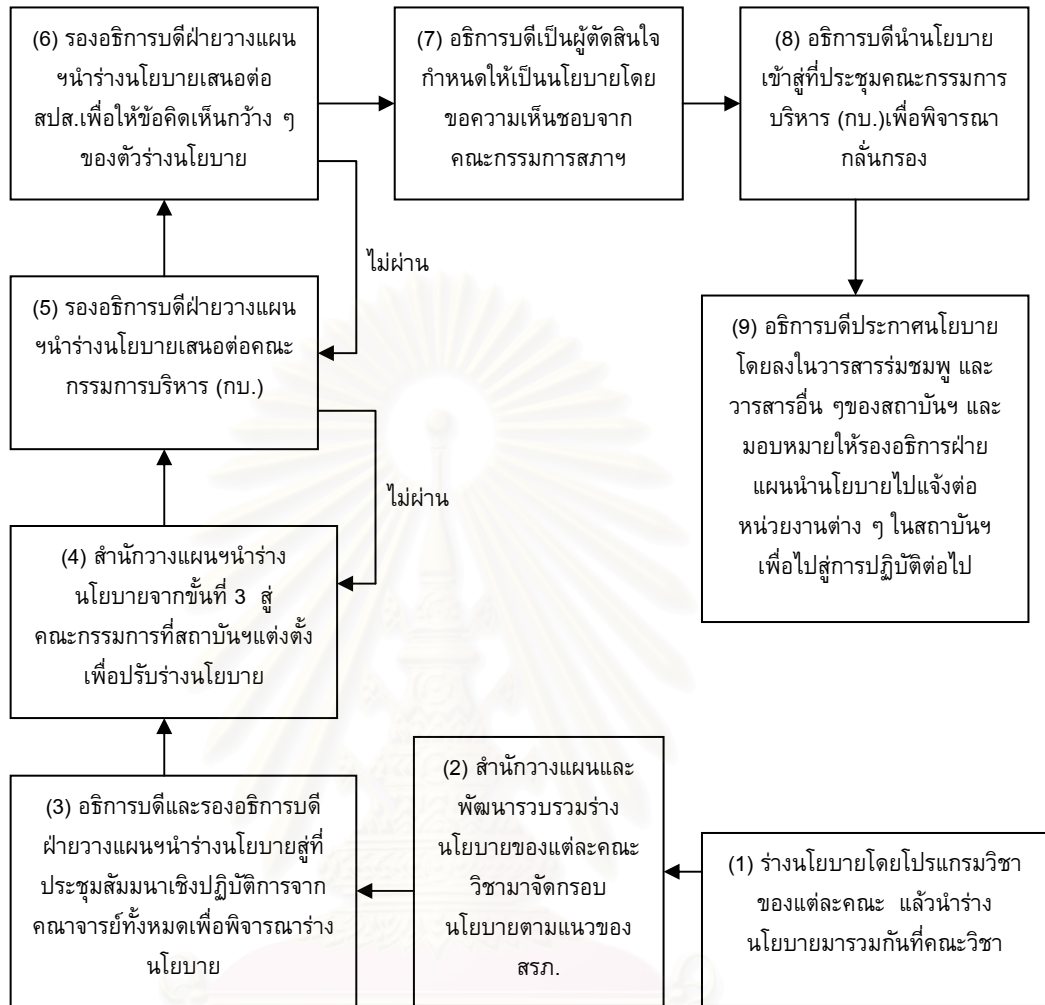 (6) รองอธิการบดีฝ่ายวางแผน
ฯนำร่างนโยบายเสนอต่อ
สปส.เพื่อให้ข้อคิดเห็นกว้าง ๆ
ของตัวร่างนโยบาย
(7) อธิการบดีเป็นผู้ตัดสินใจ
กำหนดให้เป็นนโยบายโดย
ขอความเห็นชอบจาก
คณะกรรมการสภาฯ
(8) อธิการบดีนำนโยบาย
เข้าสู่ที่ประชุมคณะกรรมการ
บริหาร (กบ.)เพื่อพิจารณา
กลั่นกรอง
ไม่ผ่าน
(5) รองอธิการบดีฝ่ายวางแผน
ฯนำร่างนโยบายเสนอต่อคณะ
กรรมการบริหาร (กบ.)
(9) อธิการบดีประกาศนโยบาย
โดยลงในวารสารร่มชมพู และ
วารสารอื่น ๆของสถาบันฯ และ
มอบหมายให้รองอธิการฝ่าย
แผนนำนโยบายไปแจ้งต่อ
หน่วยงานต่าง ๆ ในสถาบันฯ
เพื่อไปสู่การปฏิบัติต่อไป
ไม่ผ่าน
(4) สำนักวางแผนฯนำร่าง
นโยบายจากขั้นที่ 3 สู่
คณะกรรมการที่สถาบันฯแต่งตั้ง
เพื่อปรับร่างนโยบาย
(3) อธิการบดีและรองอธิการบดี
ฝ่ายวางแผนฯนำร่างนโยบายสู่ที่
ประชุมสัมมนาเชิงปฏิบัติการจาก
คณาจารย์ทั้งหมดเพื่อพิจารณาร่าง
นโยบาย
(2) สำนักวางแผนและ
พัฒนารวบรวมร่าง
นโยบายของแต่ละคณะ
วิชามาจัดกรอบ
นโยบายตามแนวของ
สรภ.
(1) ร่างนโยบายโดยโปรแกรมวิชา
ของแต่ละคณะ แล้วนำร่าง
นโยบายมารวมกันที่คณะวิชา